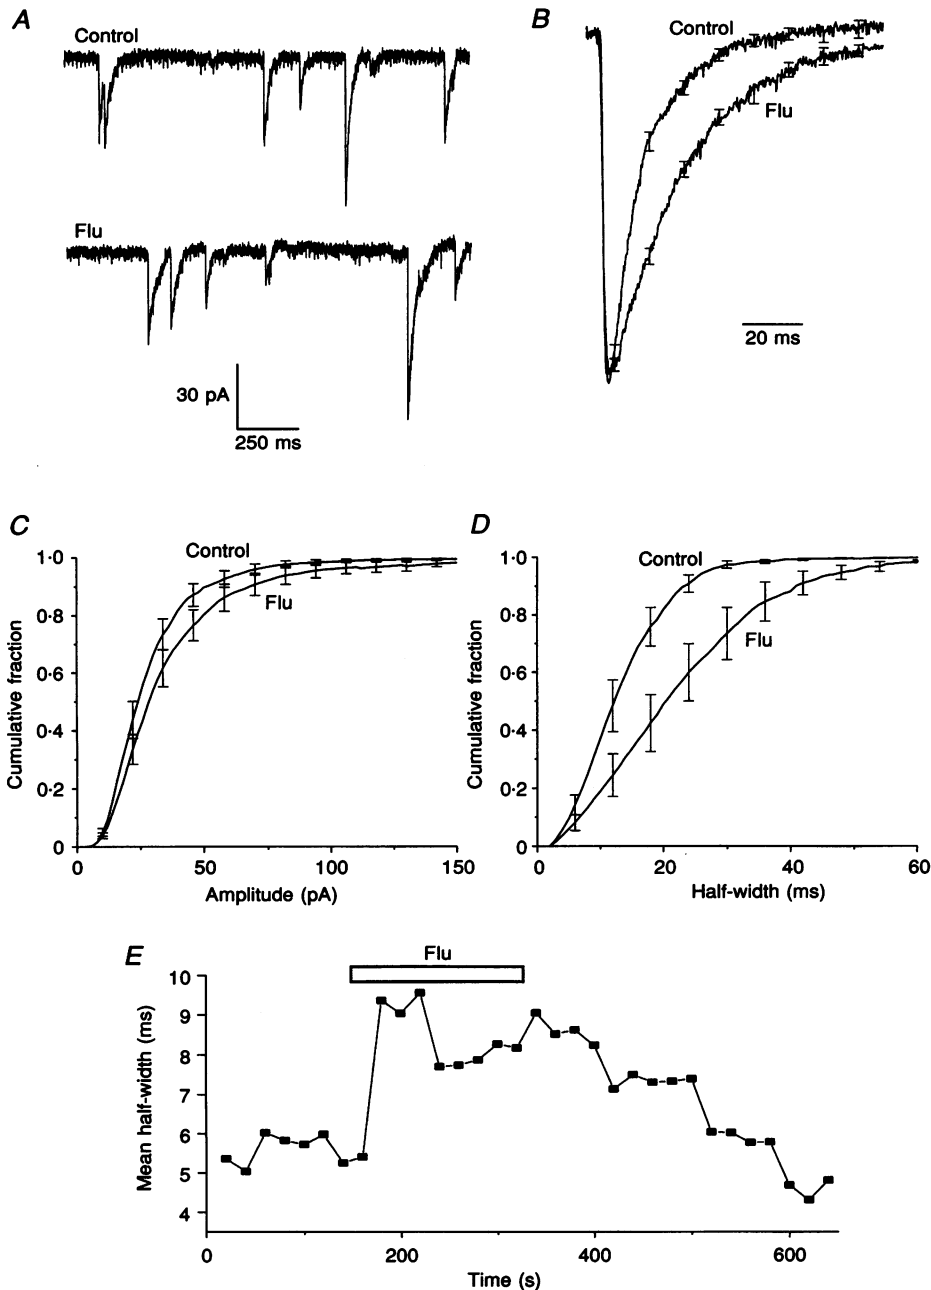 A
Control
Flu
30 pA
250 ms
B
Control
Flu
20 ms
C
1·0
0·8
0·6
0·4
0·2
0
Cumulative fraction
Control
Flu
0
50
100
150
Amplitude (pA)
D
1·0
0·8
0·6
0·4
0·2
0
Cumulative fraction
Control
Flu
0
20
40
60
Half-width (ms)
E
Flu
10
9
8
7
6
5
4
Mean half-width (ms)
0
200
400
600
Time (s)